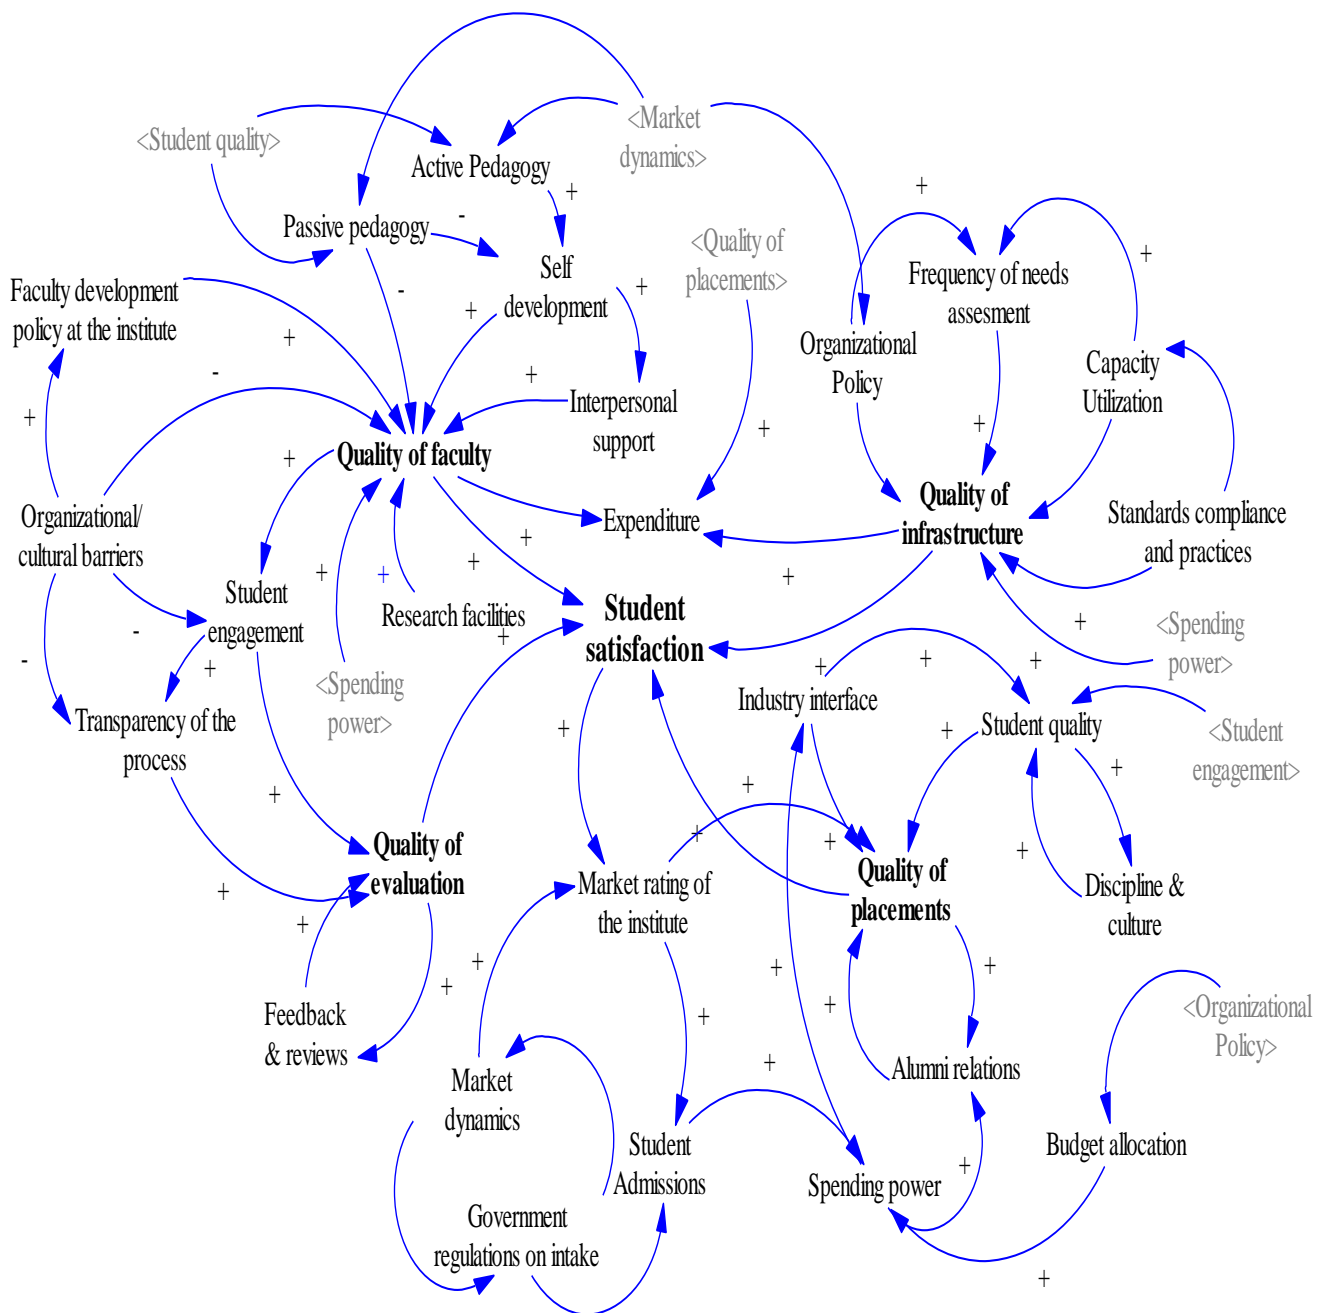 <Student quality>
<Market
dynamics>
Active Pedagogy
+
+
Passive pedagogy
-
<Quality of
placements>
Self
development
+
Frequency of needs
assesment
+
Faculty development
policy at the institute
-
+
+
Organizational
Policy
Capacity
Utilization
-
+
Interpersonal
support
+
+
+
Quality of faculty
+
Quality of
infrastructure
Expenditure
Standards compliance
and practices
Organizational/
cultural barriers
+
+
+
+
+
Student
engagement
Research facilities
+
Student
satisfaction
+
<Spending
power>
-
-
+
<Spending
power>
+
+
+
Industry interface
Student quality
Transparency of the
process
+
+
<Student
engagement>
+
+
+
+
+
+
Quality of
evaluation
Market rating of
the institute
Quality of
placements
Discipline &
culture
+
+
+
+
+
+
+
+
Feedback
& reviews
<Organizational
Policy>
+
Alumni relations
Market
dynamics
Student
Admissions
Budget allocation
+
Spending power
Government
regulations on intake
+